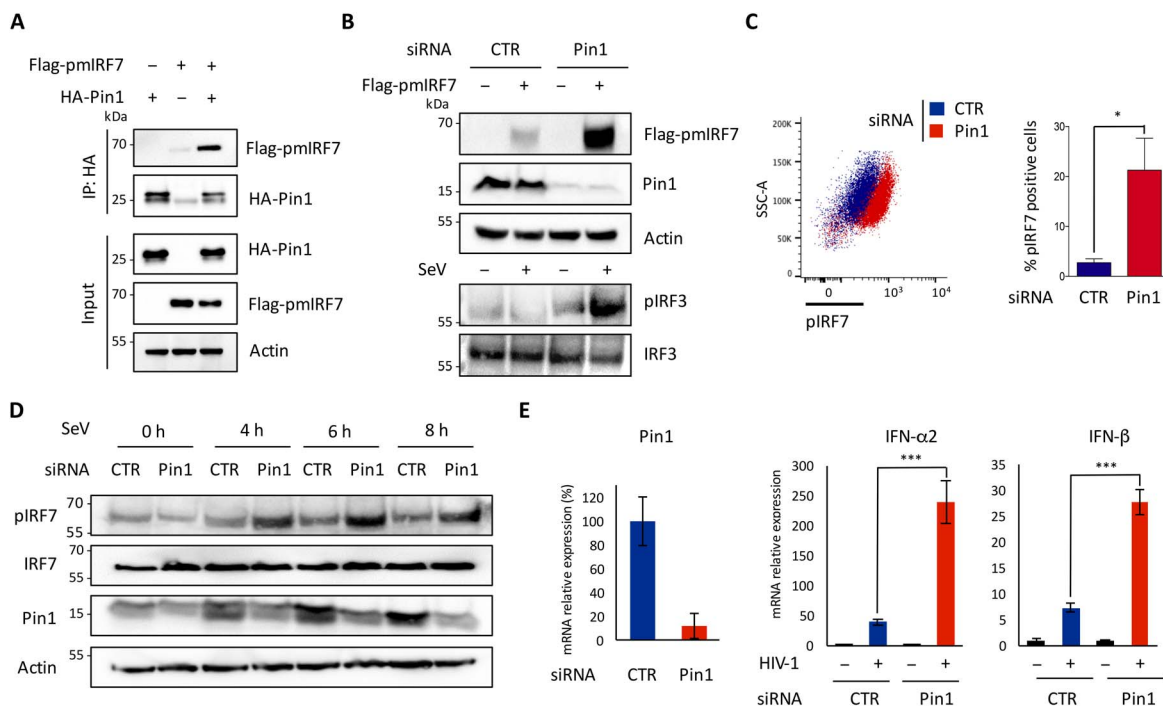 A
Flag-pmIRF7 – + +
HA-Pin1 + – +
kDa
IP: HA
70
Flag-pmIRF7
25
HA-Pin1
Input
25
HA-Pin1
70
Flag-pmIRF7
55
Actin
B
siRNA CTR Pin1
Flag-pmIRF7 – + – +
kDa
70
Flag-pmIRF7
15
Pin1
55
Actin
SeV – + – +
pIRF3
55
IRF3
55
C
siRNA CTR
Pin1
SSC-A
200K
150K
100K
50K
0
0 10³ 10⁴
pIRF7
% pIRF7 positive cells
30
20
10
0
*
siRNA CTR Pin1
D
SeV 0 h 4 h 6 h 8 h
siRNA CTR Pin1 CTR Pin1 CTR Pin1 CTR Pin1
pIRF7 70
55
IRF7 70
55
Pin1 15
Actin 55
E
Pin1
mRNA relative expression (%)
120
100
80
60
40
20
0
siRNA CTR Pin1
IFN-α2
mRNA relative expression
300
250
200
150
100
50
0
***
HIV-1 – + – +
siRNA CTR Pin1
IFN-β
35
30
25
20
15
10
5
0
***
– + – +
CTR Pin1